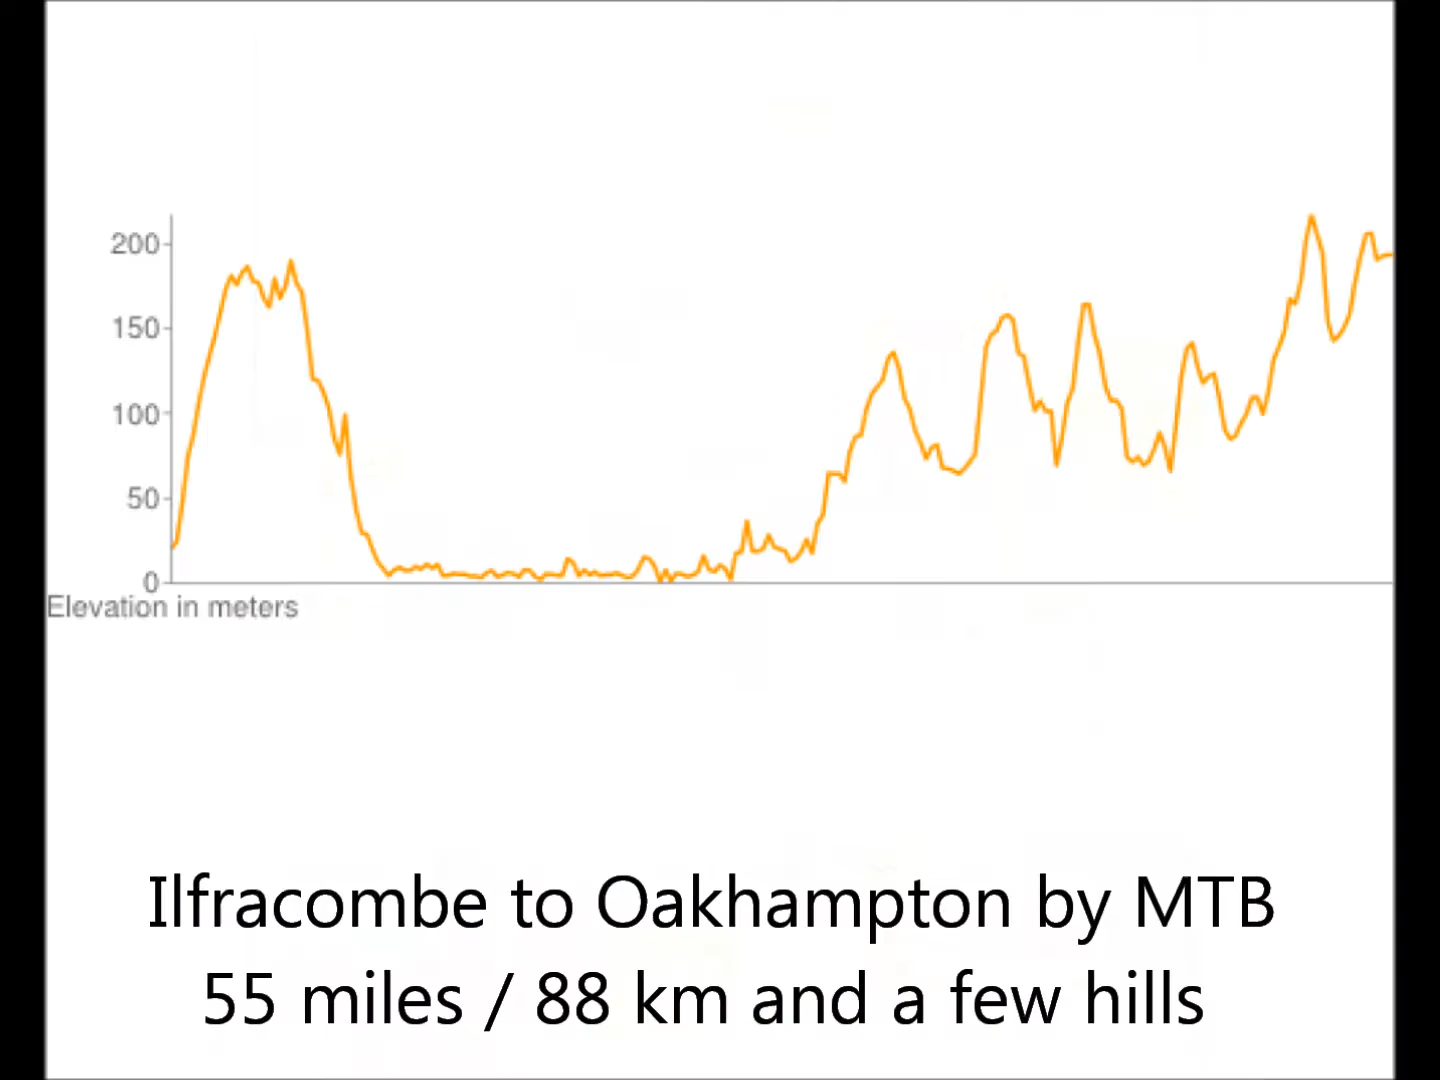 200
150
100
50
0
Elevation in meters
Ilfracombe to Oakhampton by MTB
55 miles / 88 km and a few hills